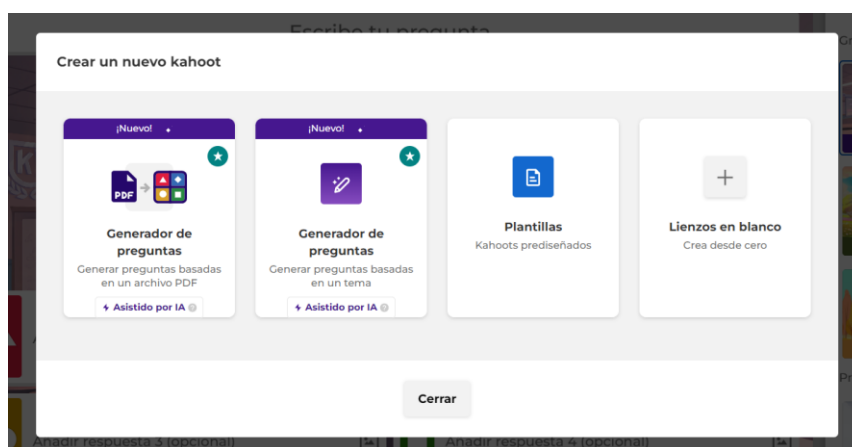 Escribe tu pregunta
Crear un nuevo kahoot
¡Nuevo!
PDF
Generador de
preguntas
Generar preguntas basadas
en un archivo PDF
Asistido por IA
¡Nuevo!
Generador de
preguntas
Generar preguntas basadas
en un tema
Asistido por IA
Plantillas
Kahoots prediseñados
Lienzos en blanco
Crea desde cero
Cerrar
Añadir respuesta 3 (opcional)
Añadir respuesta 4 (opcional)